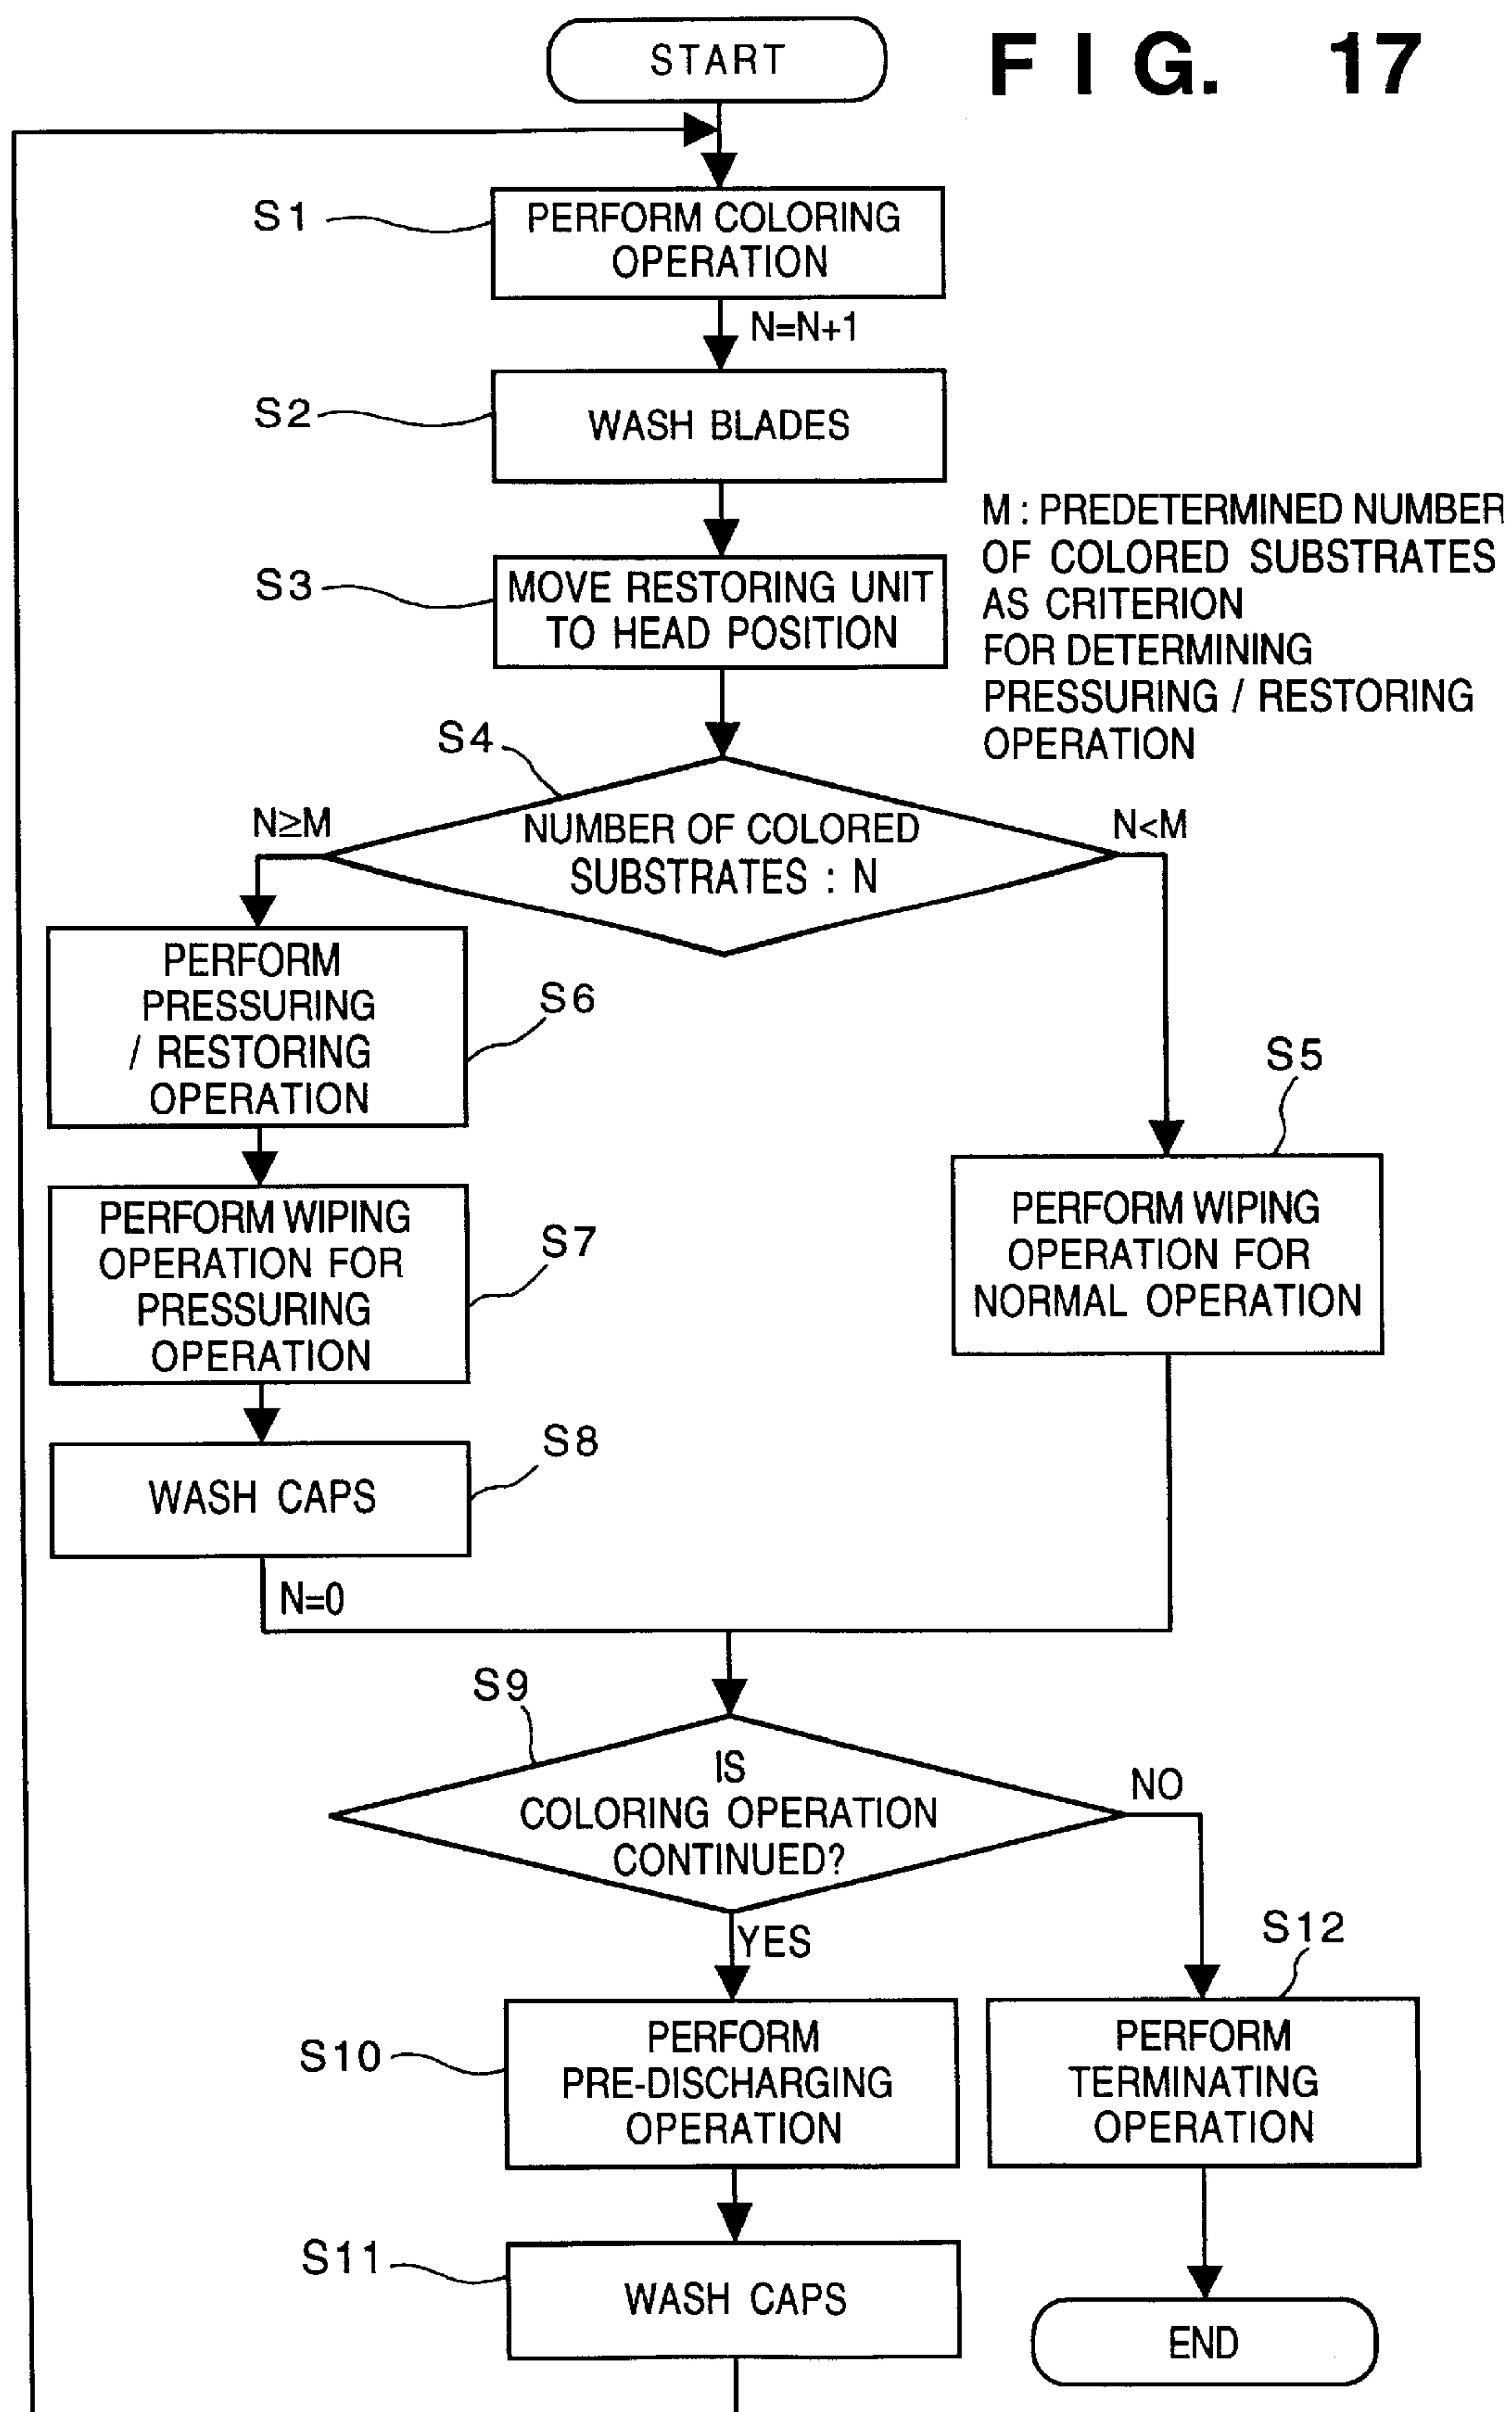 START
FIG. 17
S1
PERFORM COLORING
OPERATION
N=N+1
S2
WASH BLADES
S3
MOVE RESTORING UNIT
TO HEAD POSITION
M : PREDETERMINED NUMBER
OF COLORED SUBSTRATES
AS CRITERION
FOR DETERMINING
PRESSURING / RESTORING
OPERATION
S4
N≥M
NUMBER OF COLORED
SUBSTRATES : N
N<M
PERFORM
PRESSURING
/ RESTORING
OPERATION
S6
S5
PERFORM WIPING
OPERATION FOR
PRESSURING
OPERATION
S7
PERFORM WIPING
OPERATION FOR
NORMAL OPERATION
S8
WASH CAPS
N=0
S9
IS
COLORING OPERATION
CONTINUED?
NO
YES
S12
S10
PERFORM
PRE-DISCHARGING
OPERATION
PERFORM
TERMINATING
OPERATION
S11
WASH CAPS
END